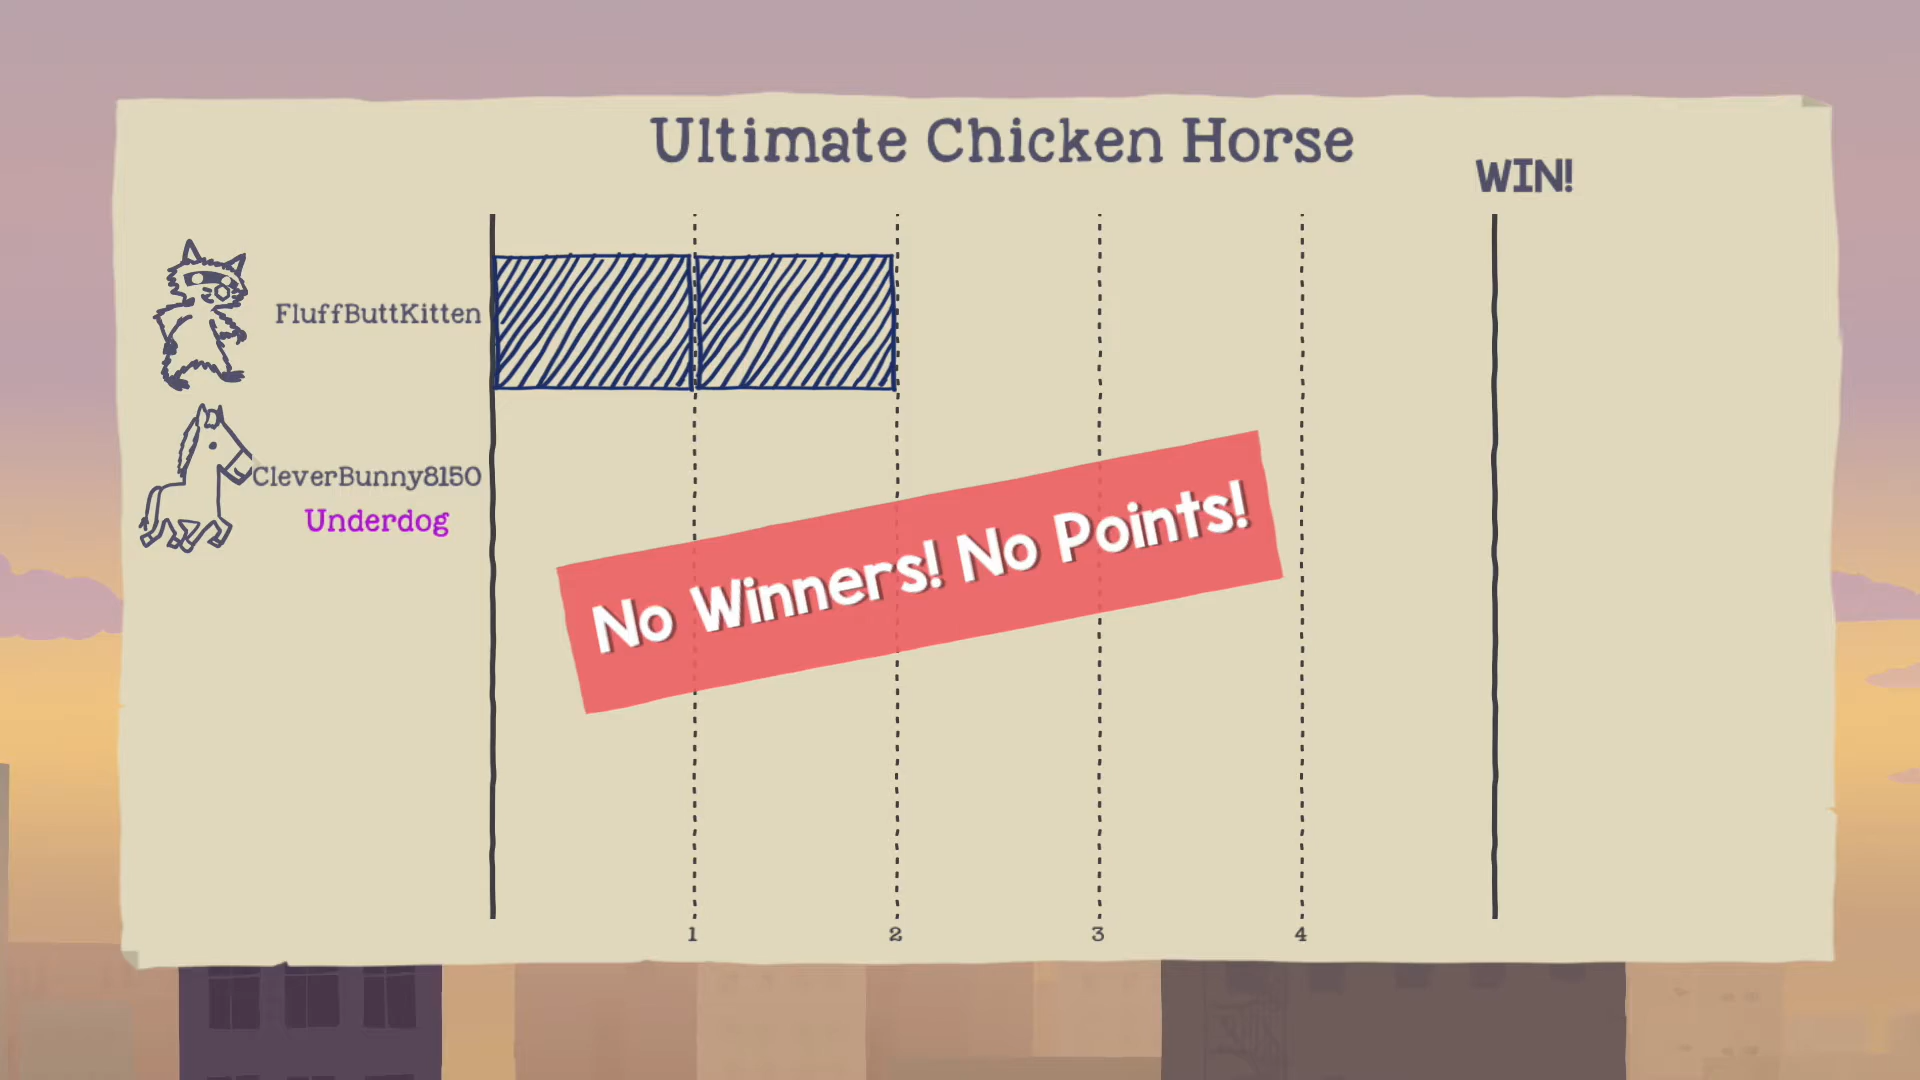 Ultimate Chicken Horse
WIN!
FluffButtKitten
CleverBunny8150
Underdog
No Winners! No Points!
1 2 3 4